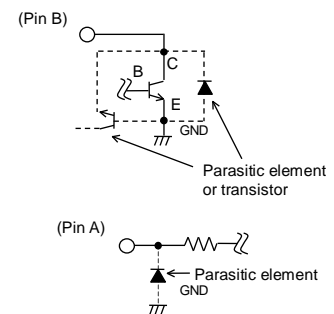 (Pin B)
B
C
E
GND
Parasitic element
or transistor
(Pin A)
Parasitic element
GND